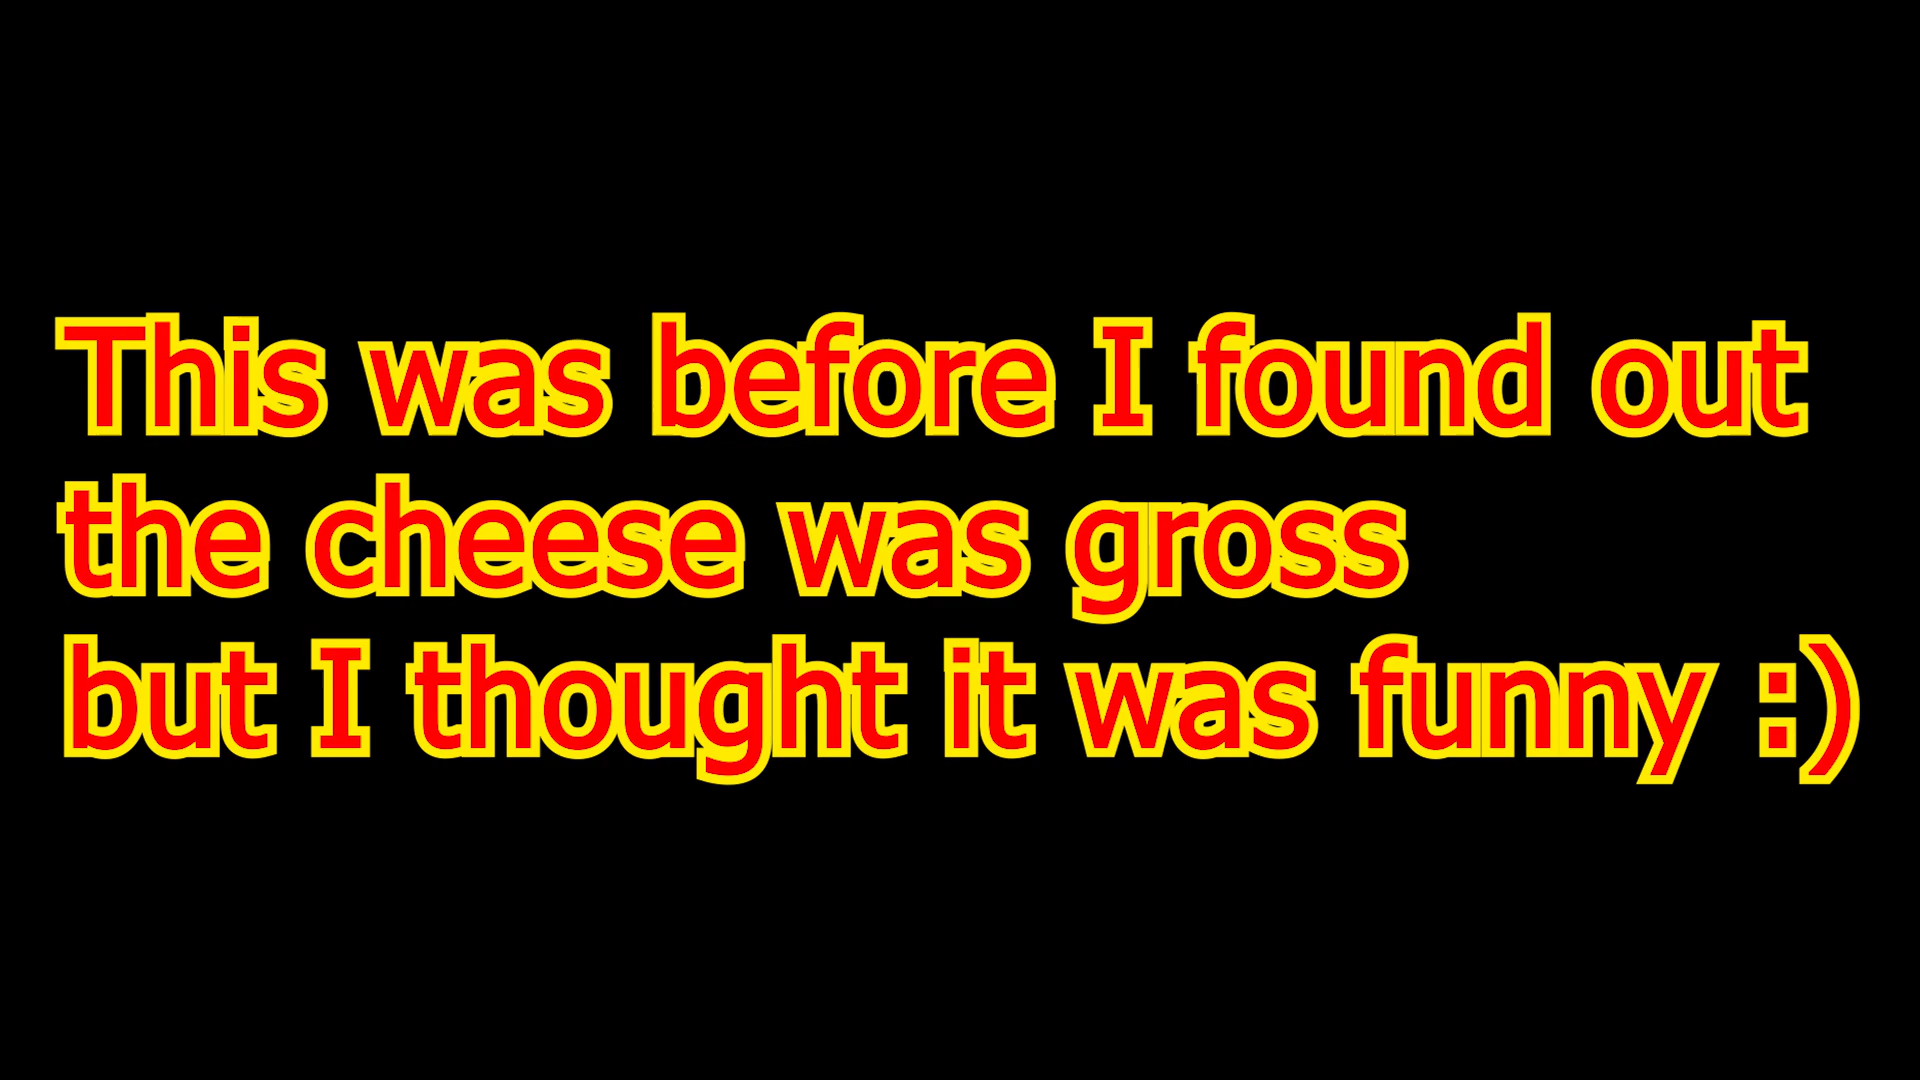 This was before I found out
the cheese was gross
but I thought it was funny :)